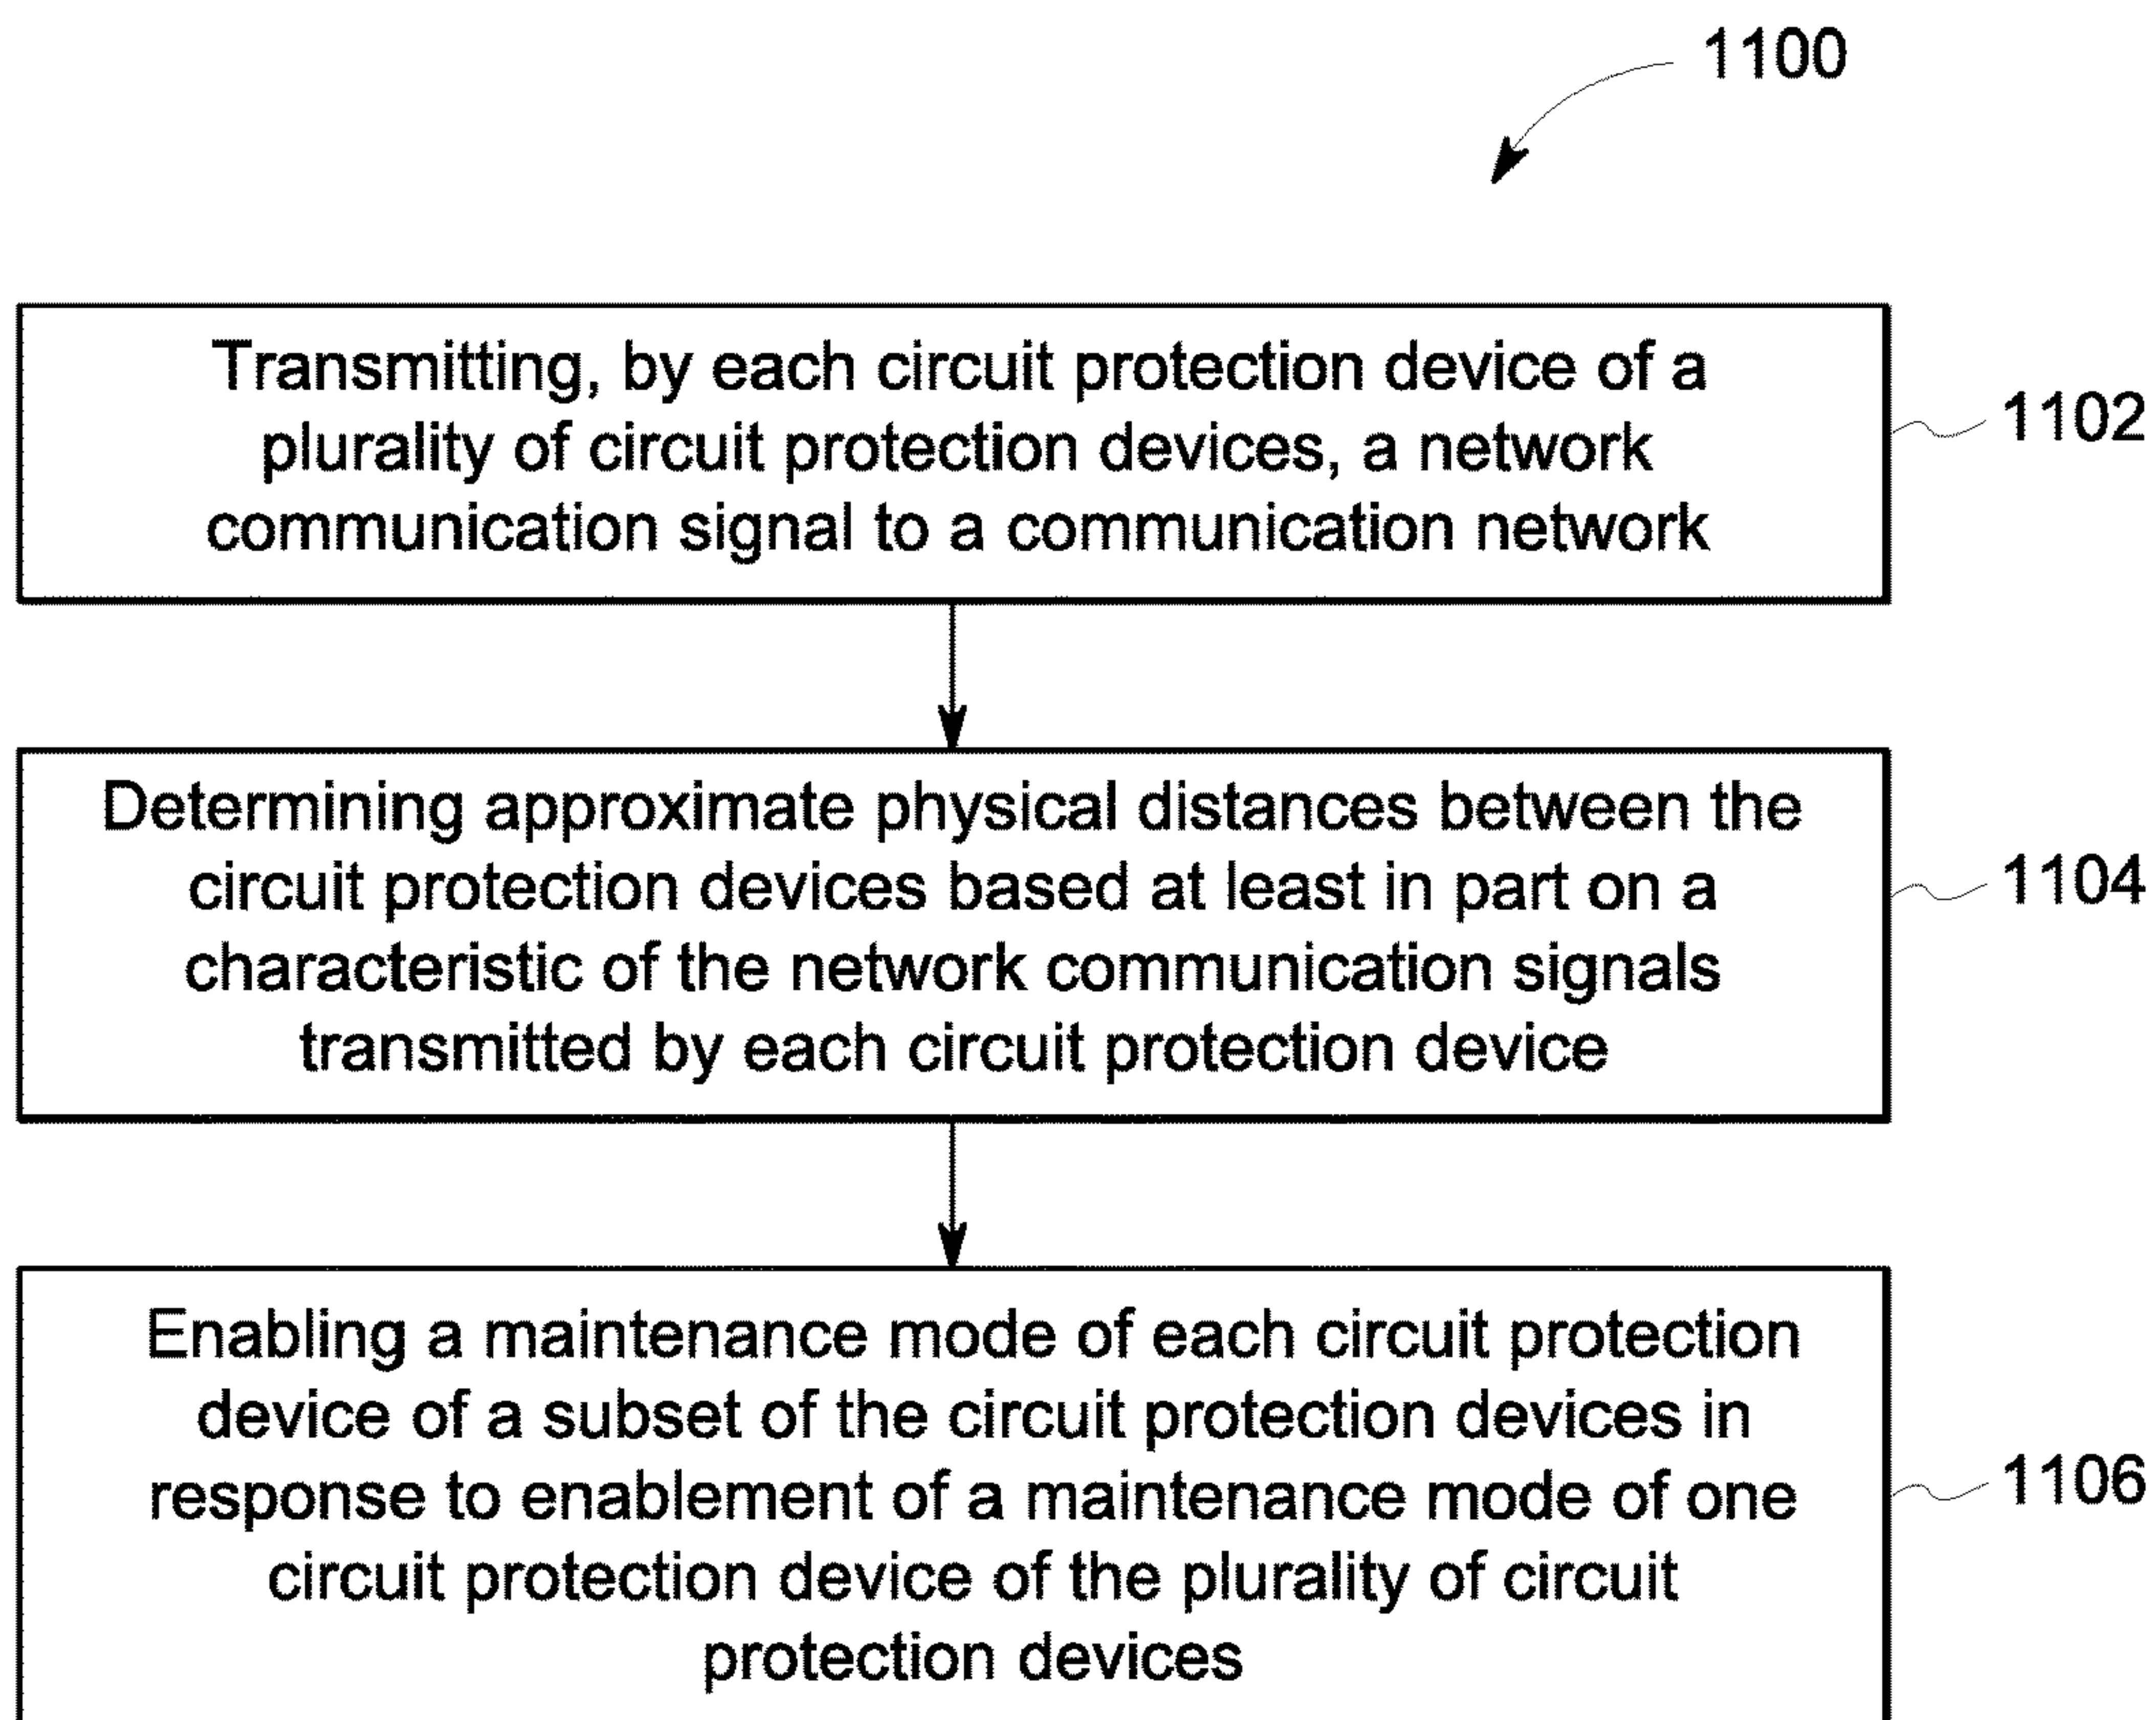 1100
Transmitting, by each circuit protection device of a
plurality of circuit protection devices, a network
communication signal to a communication network
1102
Determining approximate physical distances between the
circuit protection devices based at least in part on a
characteristic of the network communication signals
transmitted by each circuit protection device
1104
Enabling a maintenance mode of each circuit protection
device of a subset of the circuit protection devices in
response to enablement of a maintenance mode of one
circuit protection device of the plurality of circuit
protection devices
1106